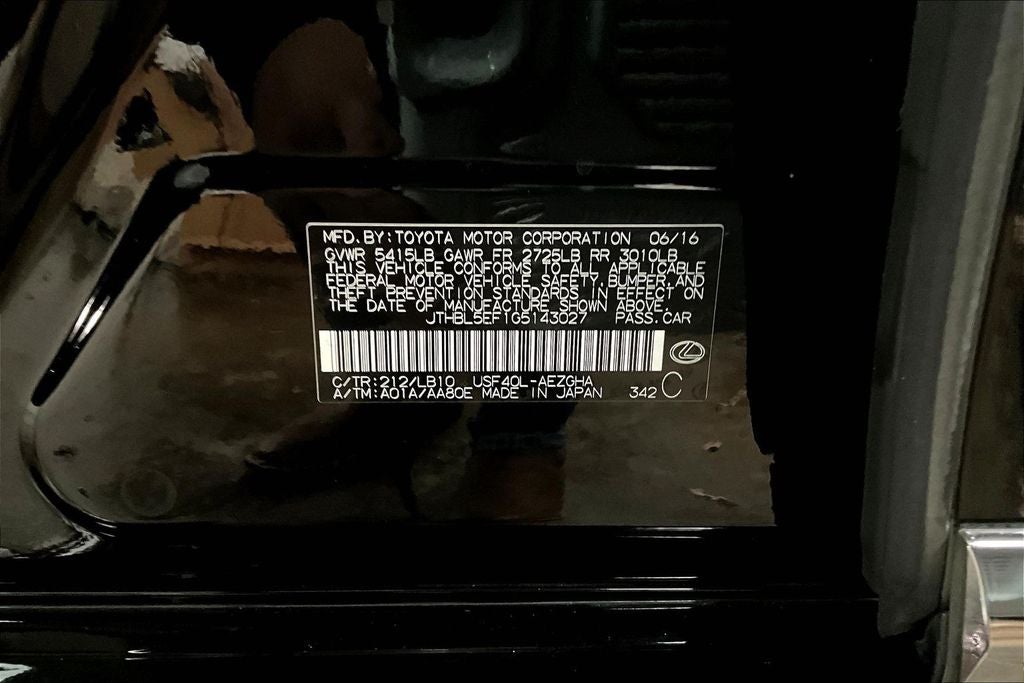 MFD. BY: TOYOTA MOTOR CORPORATION 06/16
GVWR 5415LB GAWR FR 2725LB RR 3010LB
THIS VEHICLE CONFORMS TO ALL APPLICABLE
FEDERAL MOTOR VEHICLE SAFETY, BUMPER, AND
THEFT PREVENTION STANDARDS IN EFFECT ON
THE DATE OF MANUFACTURE SHOWN ABOVE.
JTHBL5EF1G5143027 PASS. CAR
C/TR: 212/LB10 USF40L-AEZGHA
A/TM: A01A/AA80E MADE IN JAPAN 342 C